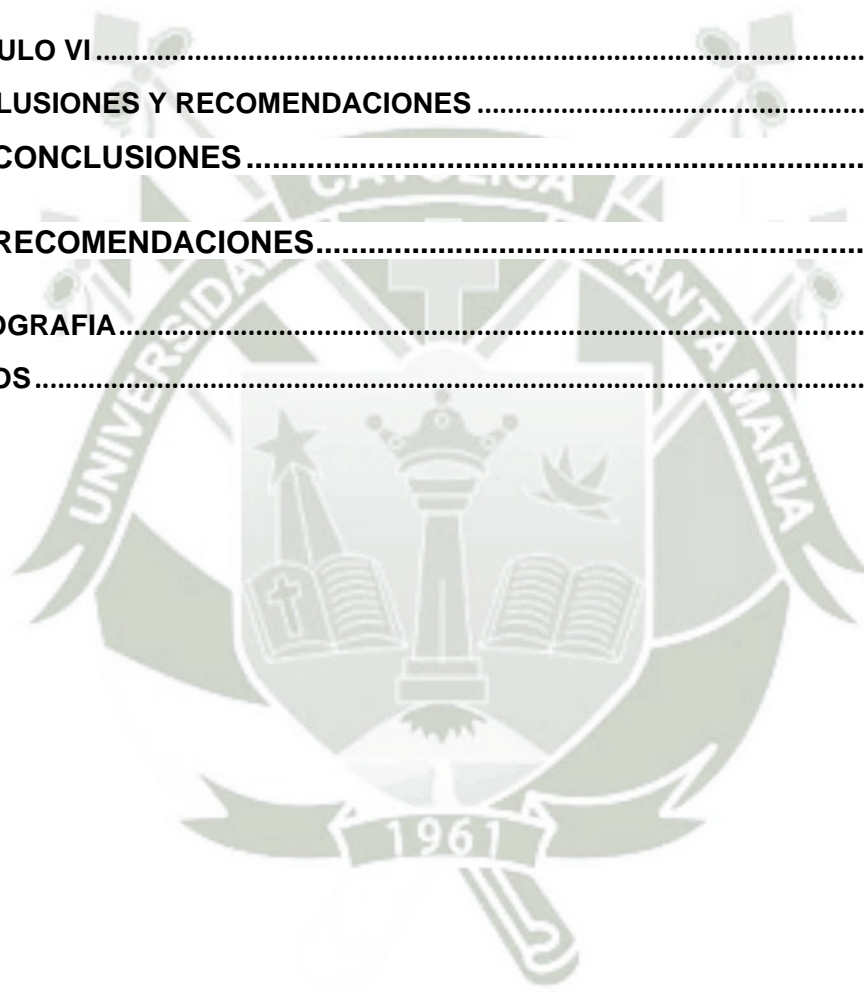 ULO VI ..........................................................................................
LUSIONES Y RECOMENDACIONES ..................................................
CONCLUSIONES ..........................................................................
RECOMENDACIONES.................................................................
OGRAFIA.......................................................................................
OS ..................................................................................................
UNIVERSIDAD CATOLICA SANTA MARIA
1961